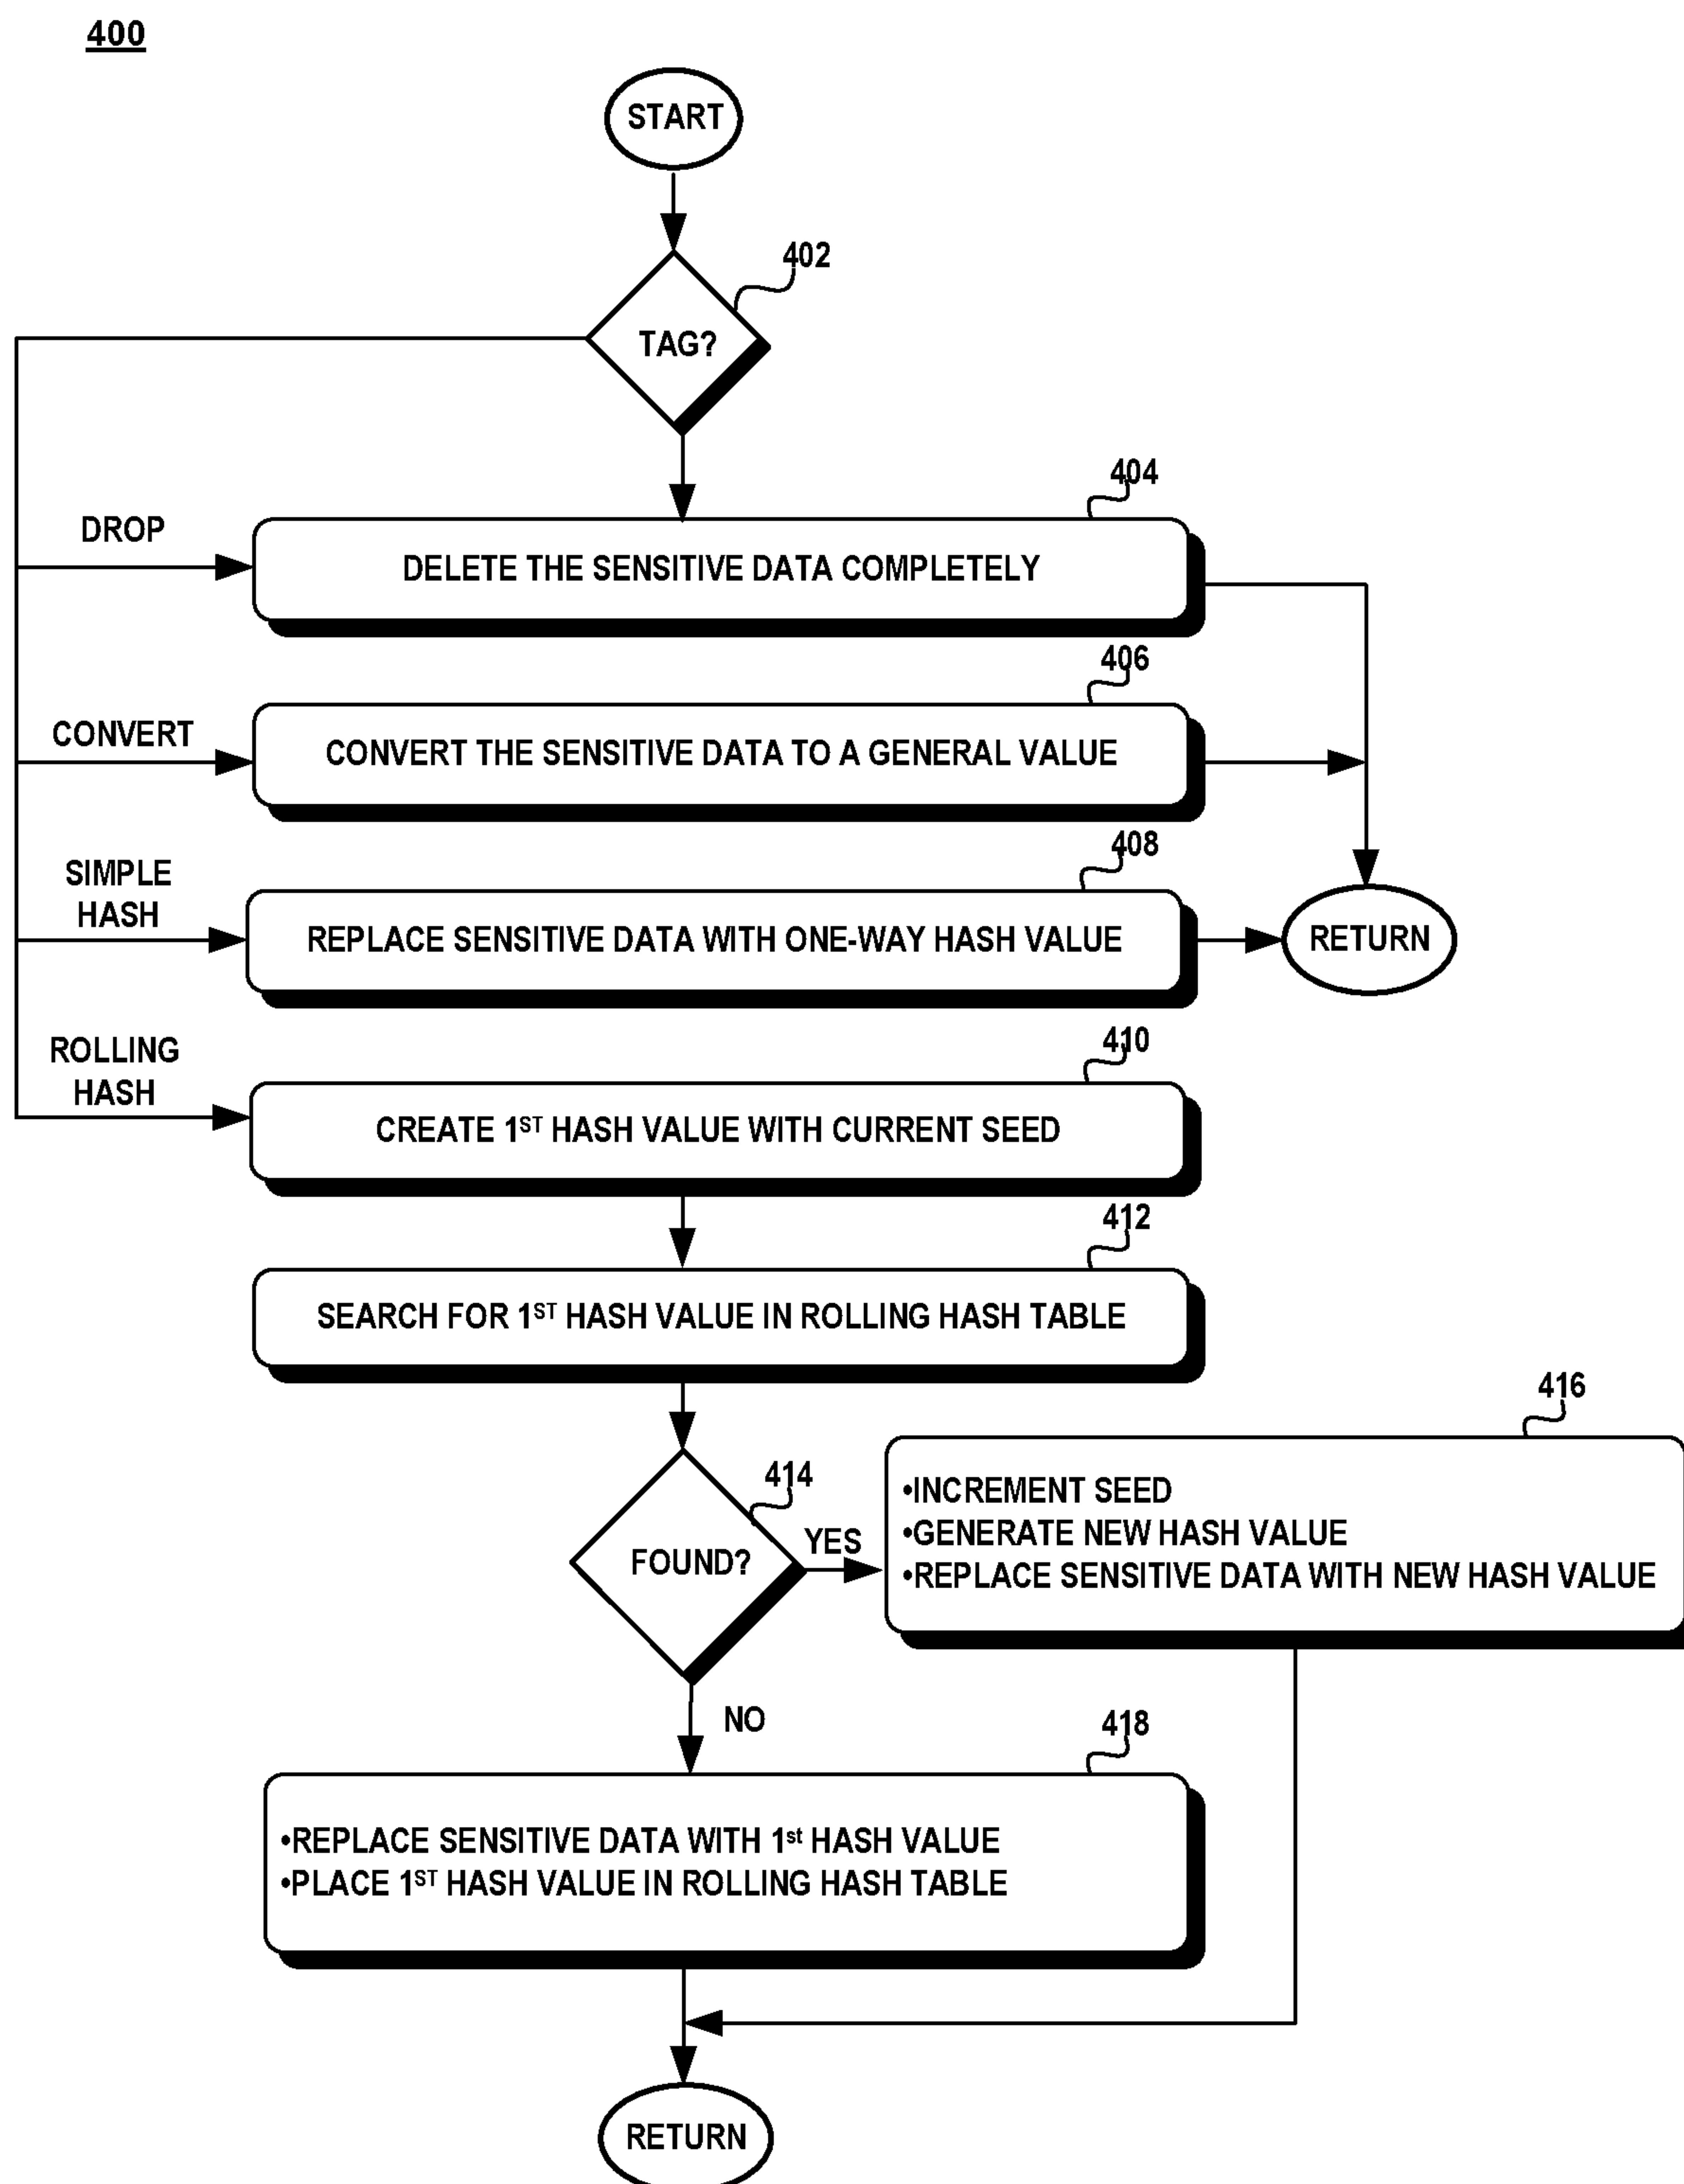 400
START
402
TAG?
404
DROP
DELETE THE SENSITIVE DATA COMPLETELY
406
CONVERT
CONVERT THE SENSITIVE DATA TO A GENERAL VALUE
408
SIMPLE
HASH
REPLACE SENSITIVE DATA WITH ONE-WAY HASH VALUE
RETURN
410
ROLLING
HASH
CREATE 1ST HASH VALUE WITH CURRENT SEED
412
SEARCH FOR 1ST HASH VALUE IN ROLLING HASH TABLE
414
FOUND?
YES
416
•INCREMENT SEED
•GENERATE NEW HASH VALUE
•REPLACE SENSITIVE DATA WITH NEW HASH VALUE
NO
418
•REPLACE SENSITIVE DATA WITH 1st HASH VALUE
•PLACE 1ST HASH VALUE IN ROLLING HASH TABLE
RETURN